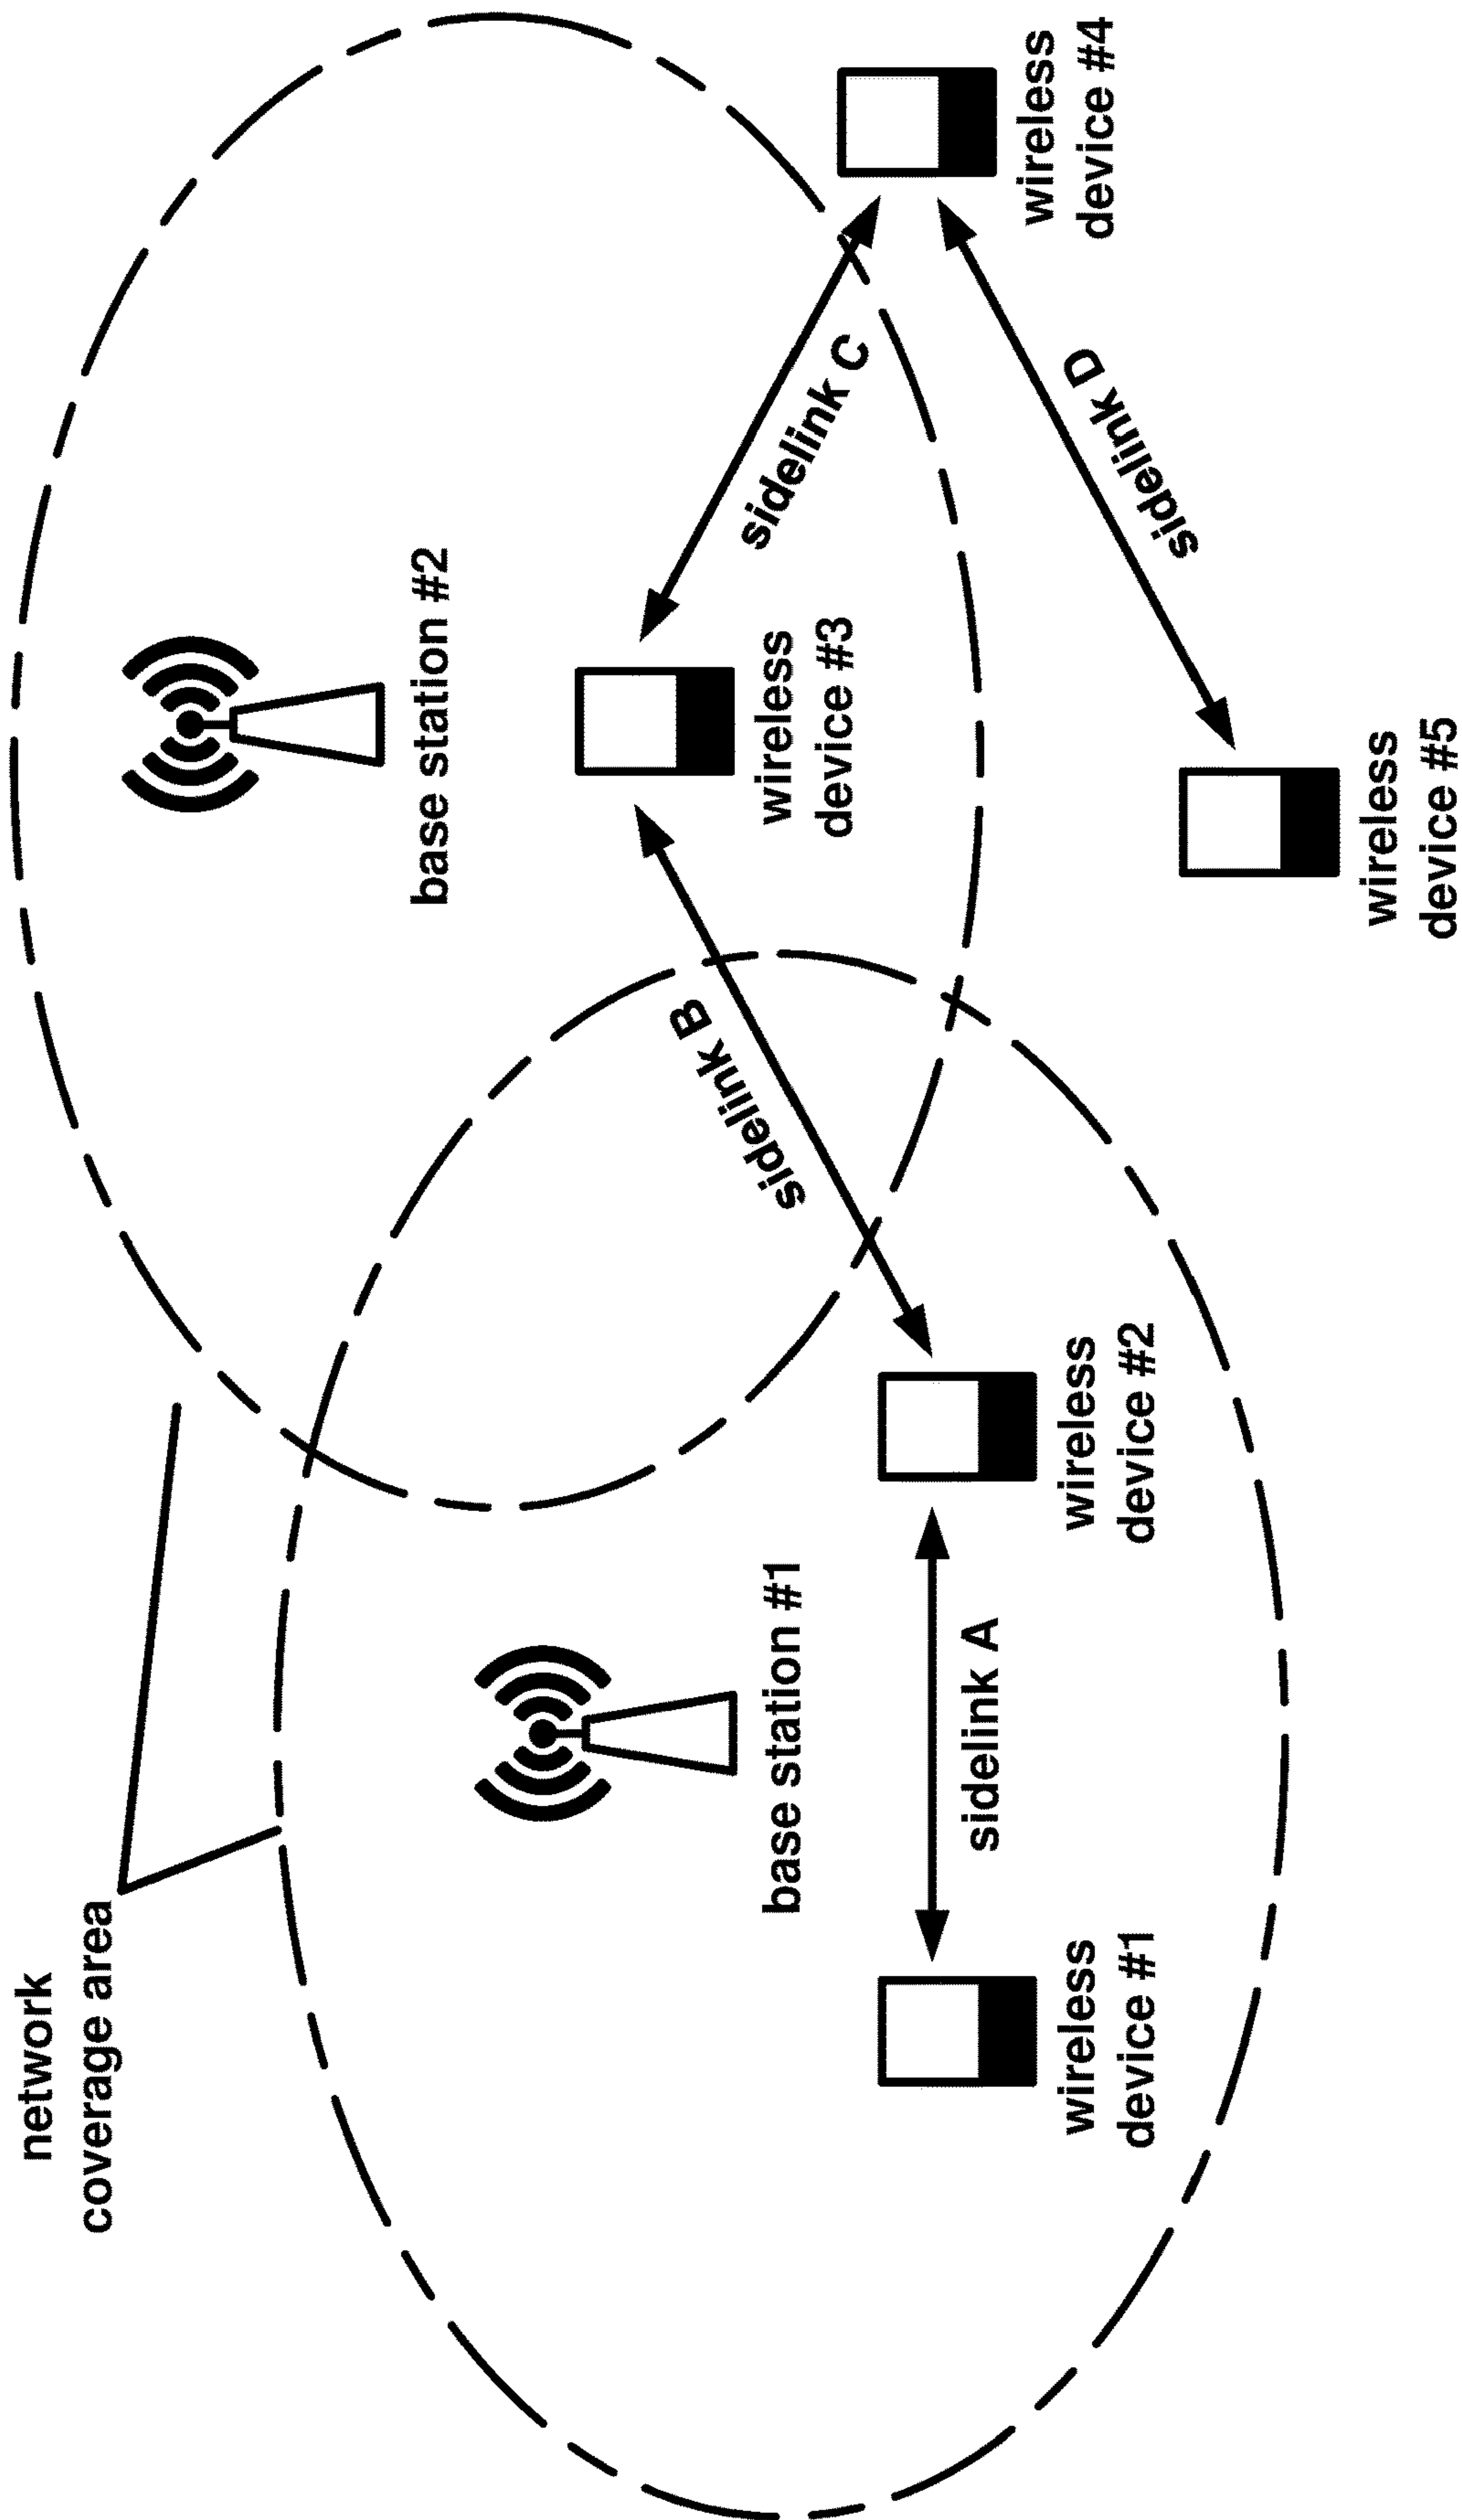 network
coverage area
base station #2
base station #1
sidelink B
sidelink C
wireless
device #3
sidelink A
wireless
device #1
wireless
device #2
wireless
device #4
sidelink D
wireless
device #5